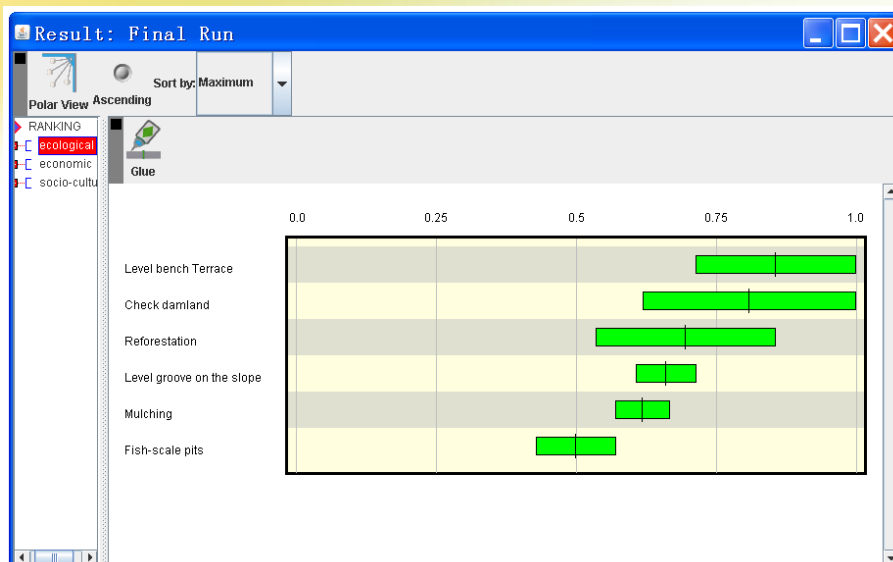 Result: Final Run
Polar View
Ascending
Sort by: Maximum
RANKING
ecological
economic
socio-cultu
Glue
0.0 0.25 0.5 0.75 1.0
Level bench Terrace
Check damland
Reforestation
Level groove on the slope
Mulching
Fish-scale pits